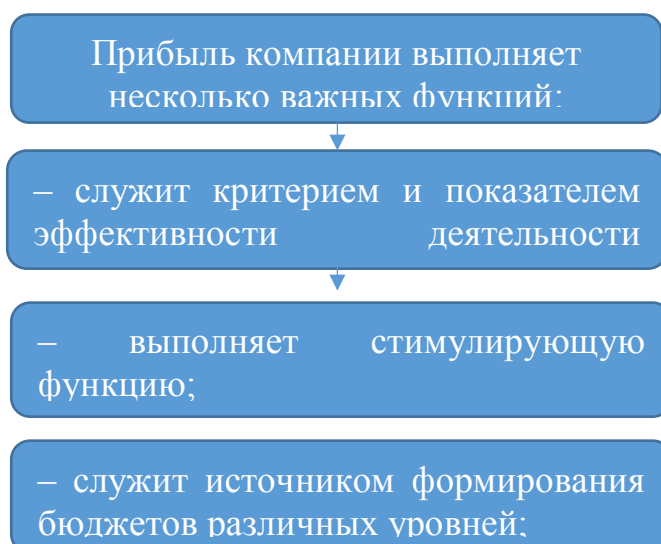 Прибыль компании выполняет
несколько важных функций:
– служит критерием и показателем
эффективности деятельности
– выполняет стимулирующую
функцию;
– служит источником формирования
бюджетов различных уровней;